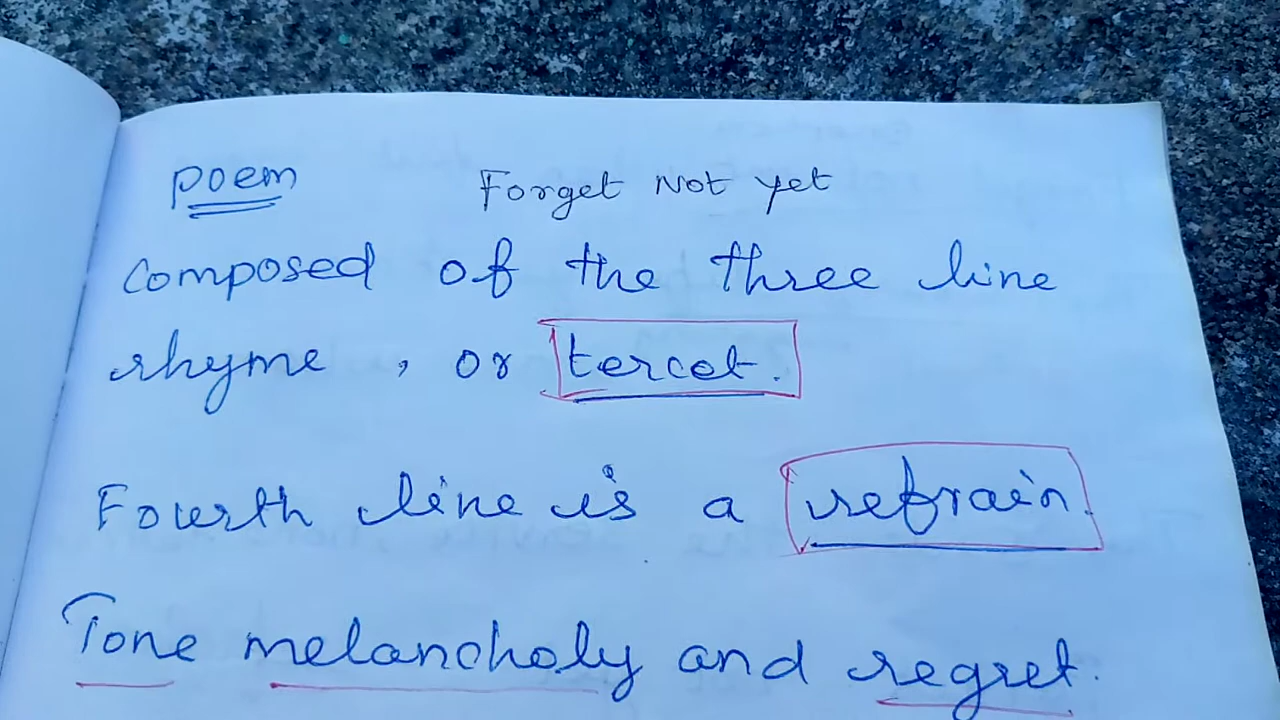 poem Forget Not yet
Composed of the three line
rhyme, or tercet.
Fourth line is a refrain.
Tone melancholy and regret.